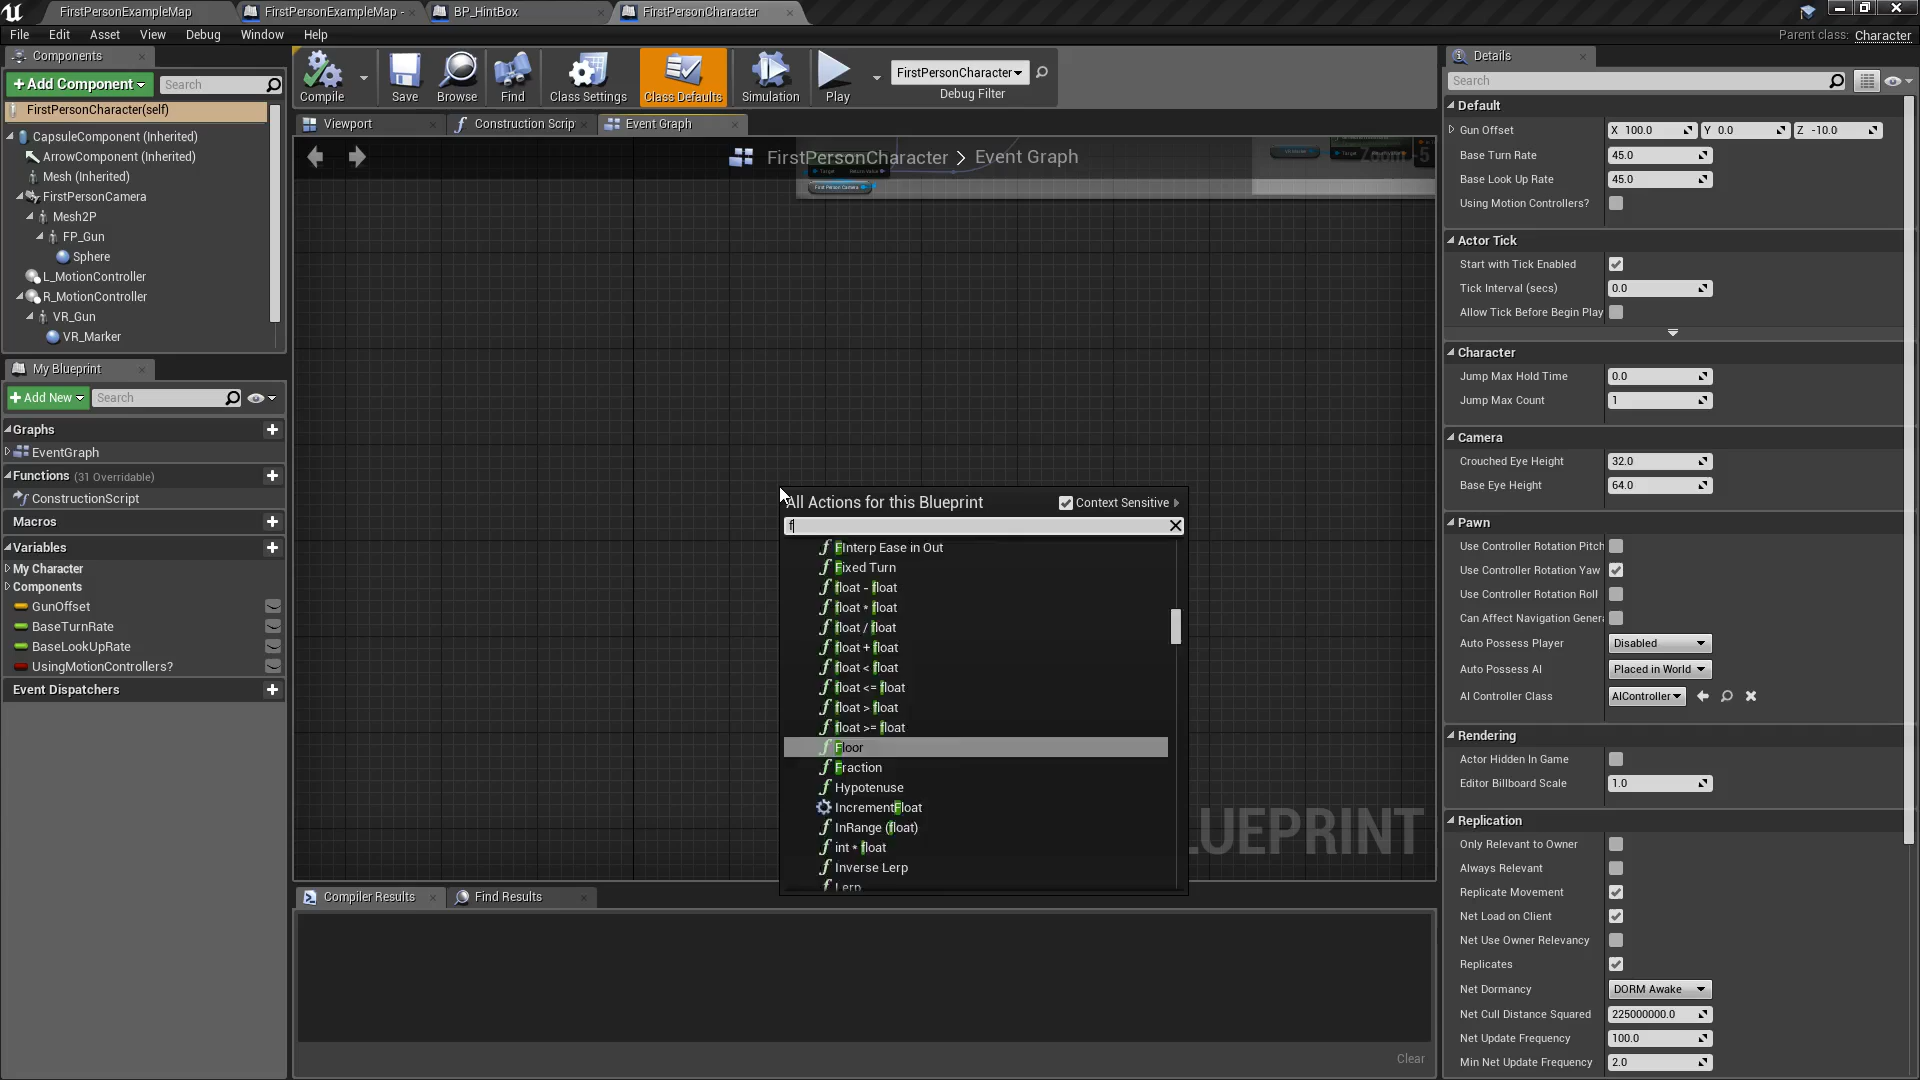 FirstPersonExampleMap
FirstPersonExampleMap -
BP_HintBox
FirstPersonCharacter
File Edit Asset View Debug Window Help
Parent class: Character
Components
+ Add Component
Search
FirstPersonCharacter(self)
CapsuleComponent (Inherited)
ArrowComponent (Inherited)
Mesh (Inherited)
FirstPersonCamera
Mesh2P
FP_Gun
Sphere
L_MotionController
R_MotionController
VR_Gun
VR_Marker
My Blueprint
+ Add New
Search
Graphs
EventGraph
Functions (31 Overridable)
ConstructionScript
Macros
Variables
My Character
Components
GunOffset
BaseTurnRate
BaseLookUpRate
UsingMotionControllers?
Event Dispatchers
Compile
Save
Browse
Find
Class Settings
Class Defaults
Simulation
Play
FirstPersonCharacter
Debug Filter
Viewport
Construction Scrip
Event Graph
FirstPersonCharacter > Event Graph
Zoom -5
Target Return Value
First Person Camera
Target
All Actions for this Blueprint
Context Sensitive
f
FInterp Ease in Out
Fixed Turn
float - float
float * float
float / float
float + float
float < float
float <= float
float > float
float >= float
Floor
Fraction
Hypotenuse
IncrementFloat
InRange (float)
int * float
Inverse Lerp
Lerp
LUEPRINT
Compiler Results
Find Results
Clear
Details
Search
Default
Gun Offset X 100.0 Y 0.0 Z -10.0
Base Turn Rate 45.0
Base Look Up Rate 45.0
Using Motion Controllers?
Actor Tick
Start with Tick Enabled
Tick Interval (secs) 0.0
Allow Tick Before Begin Play
Character
Jump Max Hold Time 0.0
Jump Max Count 1
Camera
Crouched Eye Height 32.0
Base Eye Height 64.0
Pawn
Use Controller Rotation Pitch
Use Controller Rotation Yaw
Use Controller Rotation Roll
Can Affect Navigation Genera
Auto Possess Player Disabled
Auto Possess AI Placed in World
AI Controller Class AIController
Rendering
Actor Hidden In Game
Editor Billboard Scale 1.0
Replication
Only Relevant to Owner
Always Relevant
Replicate Movement
Net Load on Client
Net Use Owner Relevancy
Replicates
Net Dormancy DORM Awake
Net Cull Distance Squared 225000000.0
Net Update Frequency 100.0
Min Net Update Frequency 2.0